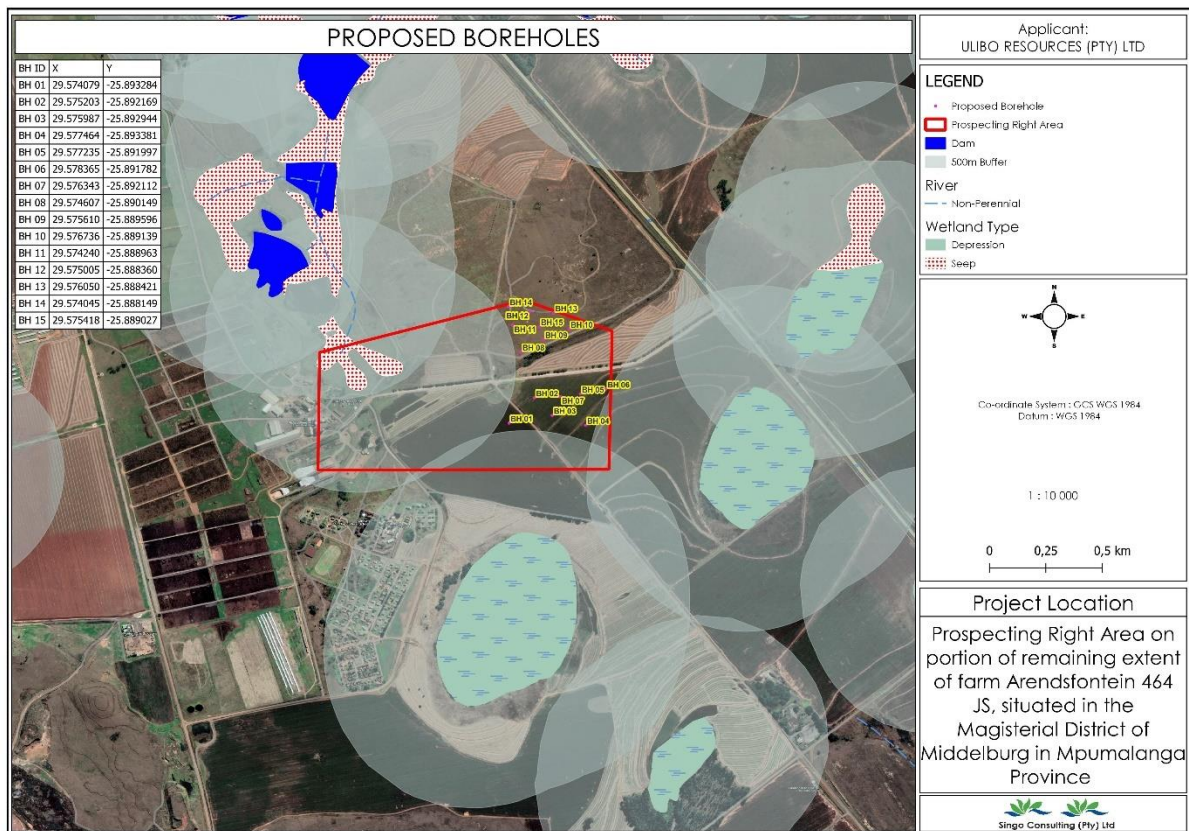 PROPOSED BOREHOLES
BH ID X Y
BH 01 29.574079 -25.893284
BH 02 29.575203 -25.892169
BH 03 29.575987 -25.892944
BH 04 29.577464 -25.893381
BH 05 29.577235 -25.891997
BH 06 29.578365 -25.891782
BH 07 29.576343 -25.892112
BH 08 29.574607 -25.890149
BH 09 29.575610 -25.889596
BH 10 29.576736 -25.889139
BH 11 29.574240 -25.888963
BH 12 29.575005 -25.888360
BH 13 29.576050 -25.888421
BH 14 29.574045 -25.888149
BH 15 29.575418 -25.889027
BH 14
BH 13
BH 12
BH 15
BH 10
BH 11
BH 09
BH 08
BH 06
BH 05
BH 02
BH 07
BH 03
BH 01
BH 04
Applicant:
ULIBO RESOURCES (PTY) LTD
LEGEND
Proposed Borehole
Prospecting Right Area
Dam
500m Buffer
River
Non-Perennial
Wetland Type
Depression
Seep
N
W E
S
Co-ordinate System : GCS WGS 1984
Datum : WGS 1984
1 : 10 000
0 0,25 0,5 km
Project Location
Prospecting Right Area on
portion of remaining extent
of farm Arendsfontein 464
JS, situated in the
Magisterial District of
Middelburg in Mpumalanga
Province
Singo Consulting (Pty) Ltd